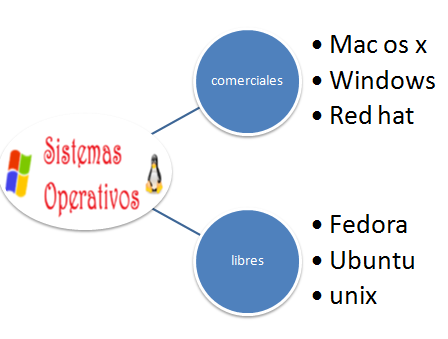 Sistemas
Operativos
comerciales
• Mac os x
• Windows
• Red hat
libres
• Fedora
• Ubuntu
• unix